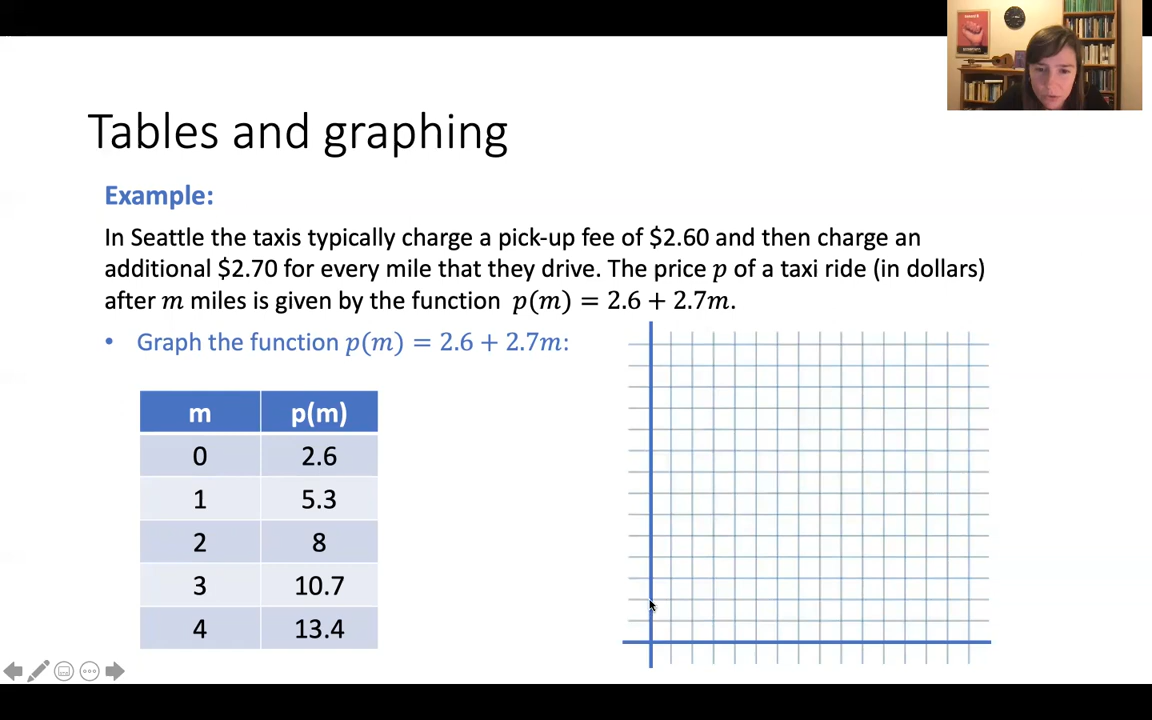 Tables and graphing
Example:
In Seattle the taxis typically charge a pick-up fee of $2.60 and then charge an
additional $2.70 for every mile that they drive. The price 𝑝 of a taxi ride (in dollars)
after 𝑚 miles is given by the function 𝑝(𝑚) = 2.6 + 2.7𝑚.
• Graph the function 𝑝(𝑚) = 2.6 + 2.7𝑚:
m p(m)
0 2.6
1 5.3
2 8
3 10.7
4 13.4